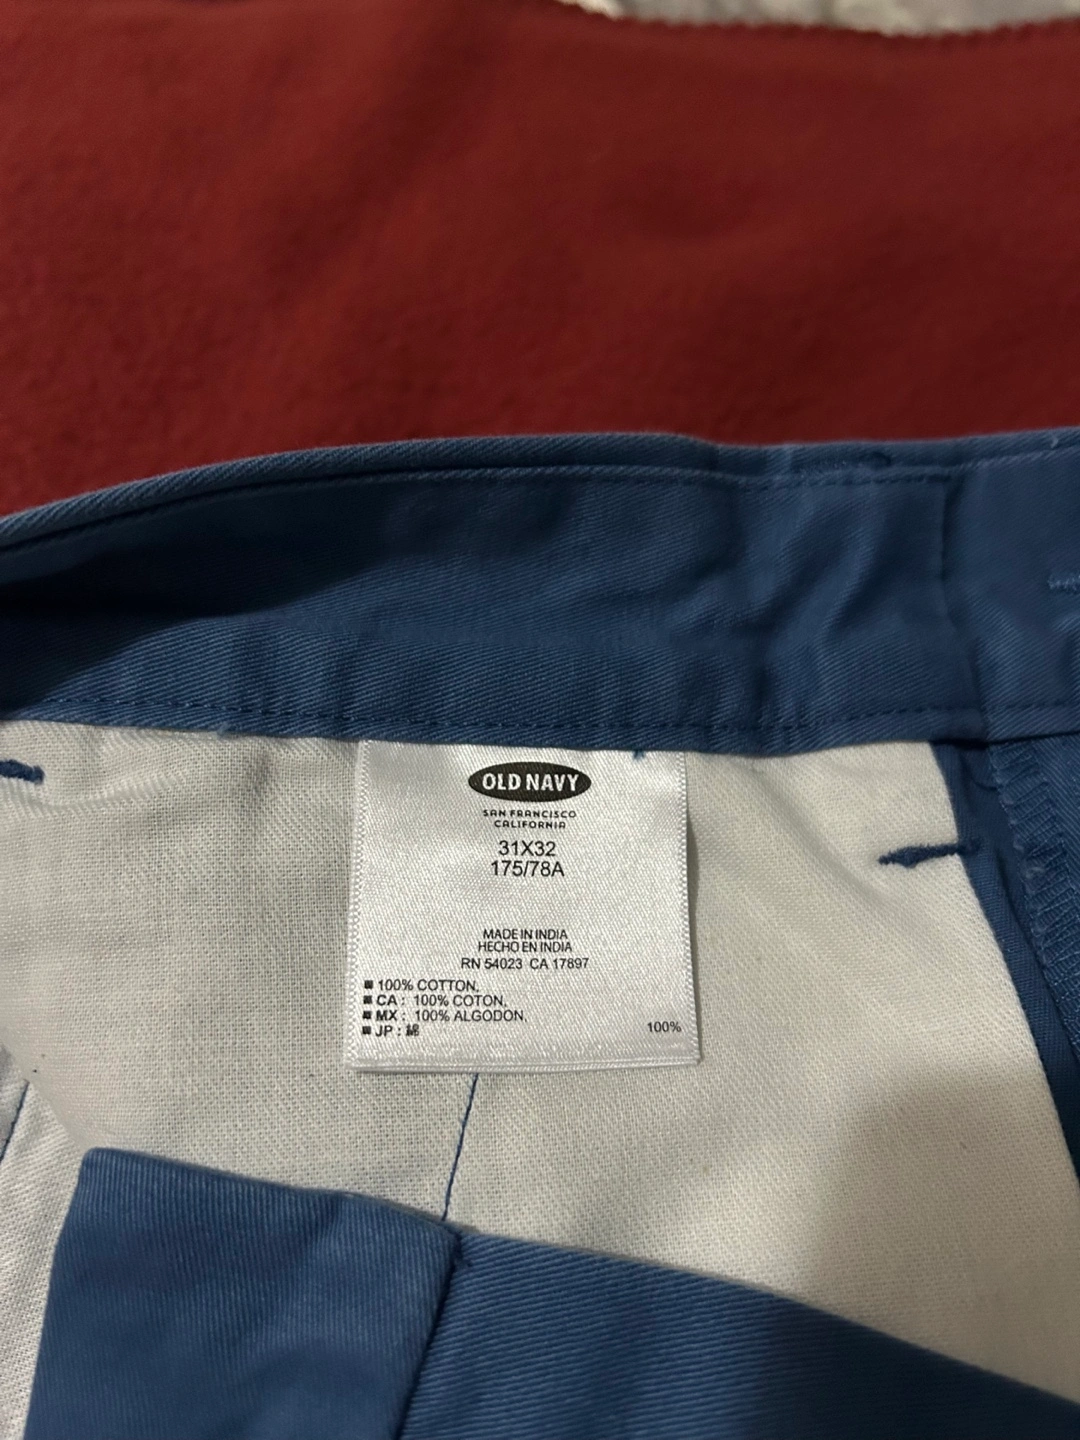 OLD NAVY
SAN FRANCISCO
CALIFORNIA
31X32
175/78A
MADE IN INDIA
HECHO EN INDIA
RN 54023 CA 17897
■ 100% COTTON.
■ CA : 100% COTON.
■ MX : 100% ALGODON.
■ JP : 綿 100%